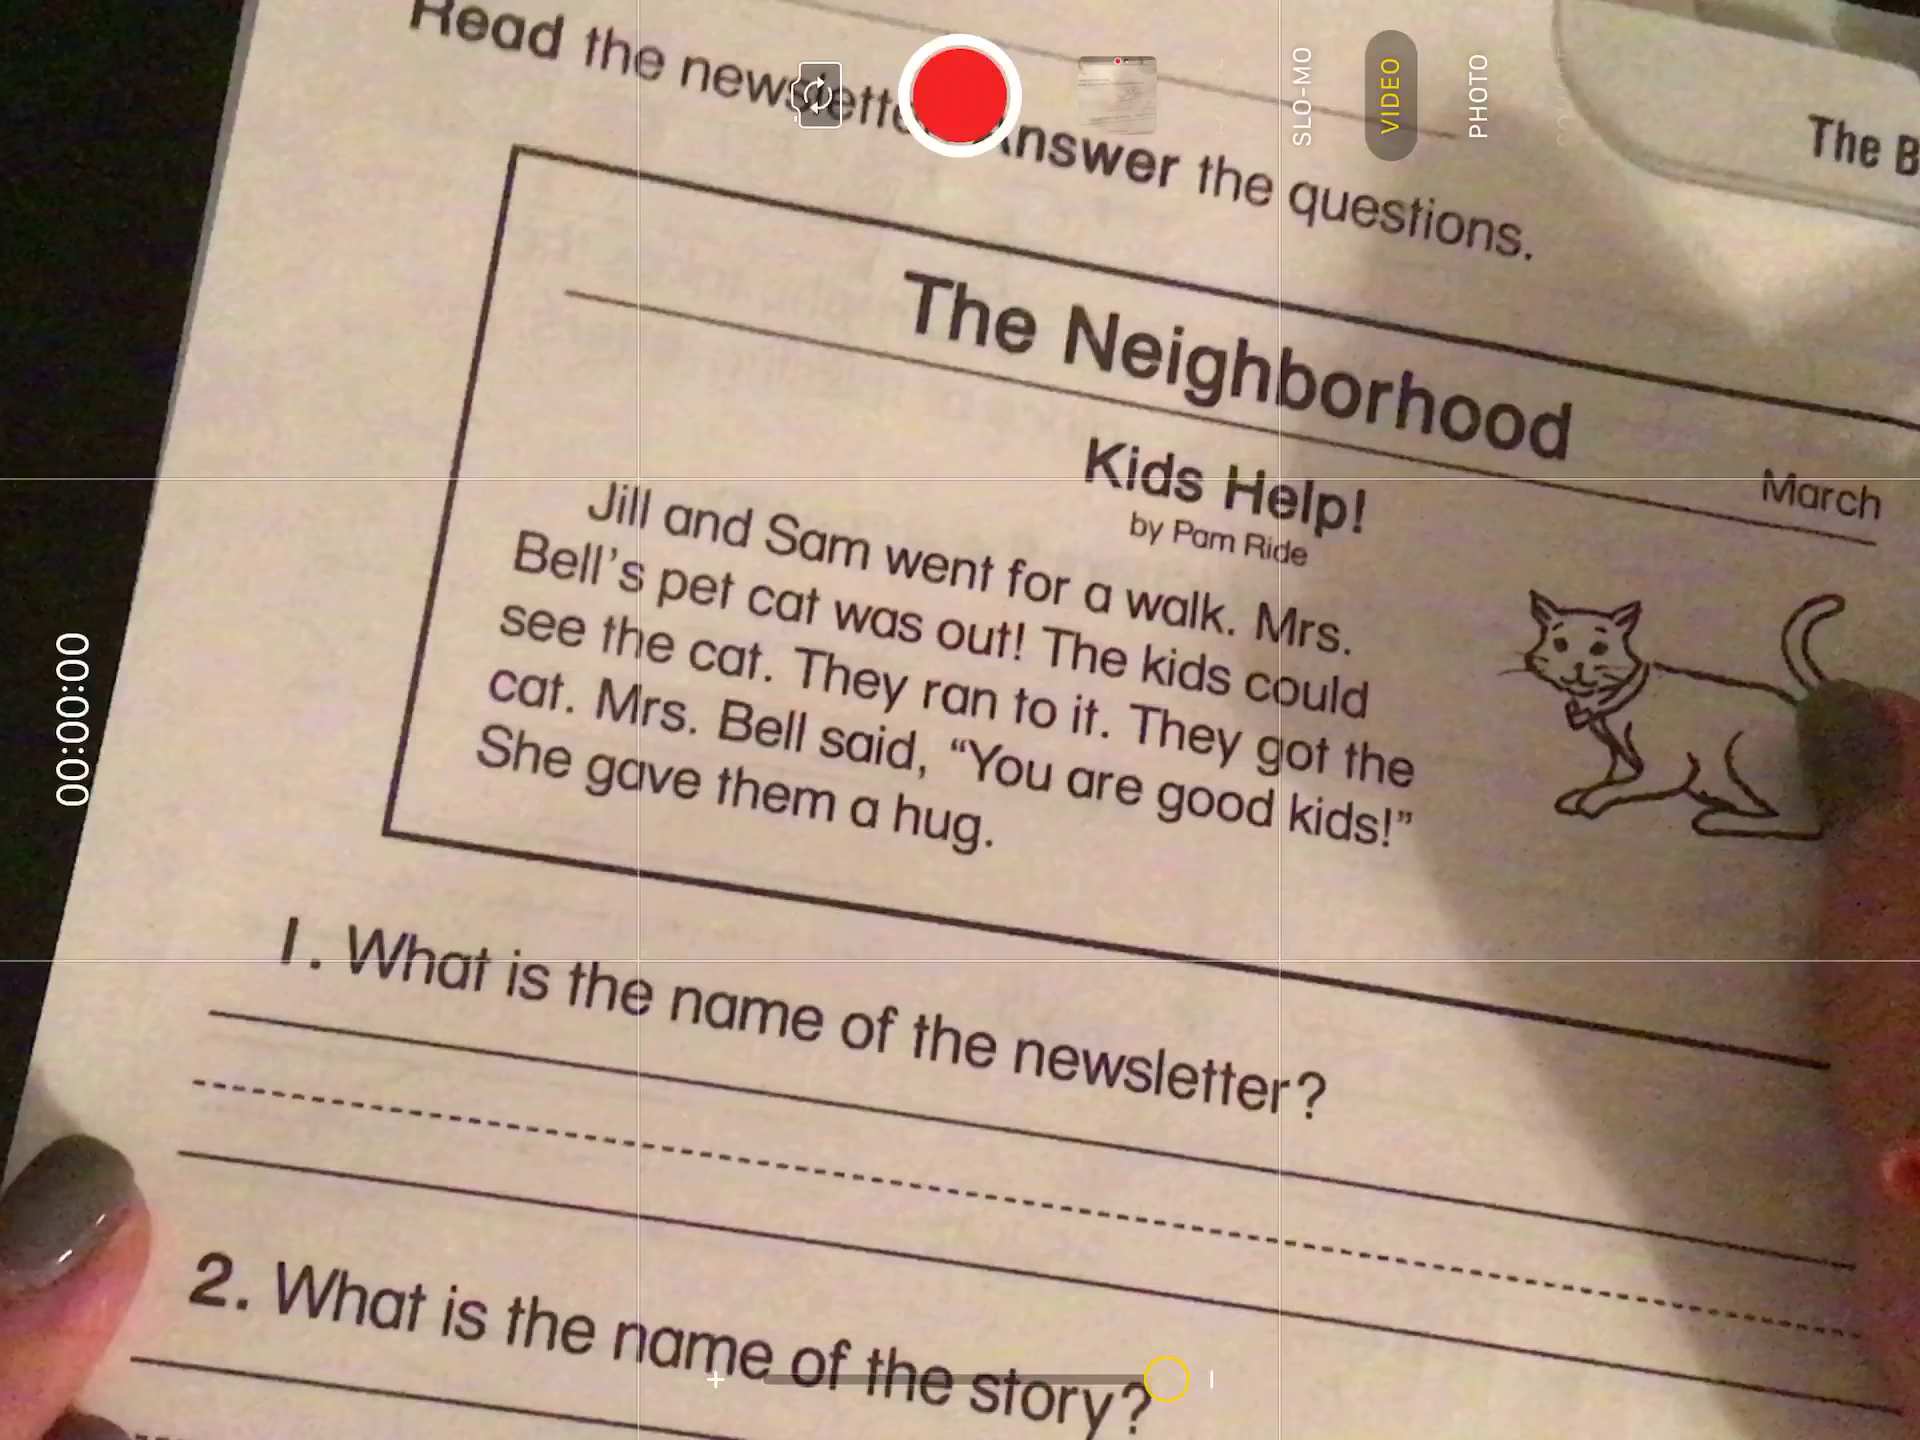 The B
Read the newslette Answer the questions.
The Neighborhood
March
Kids Help!
by Pam Ride
Jill and Sam went for a walk. Mrs.
Bell's pet cat was out! The kids could
see the cat. They ran to it. They got the
cat. Mrs. Bell said, “You are good kids!”
She gave them a hug.
1. What is the name of the newsletter?
2. What is the name of the story?
SLO-MO
VIDEO
PHOTO
00:00:00